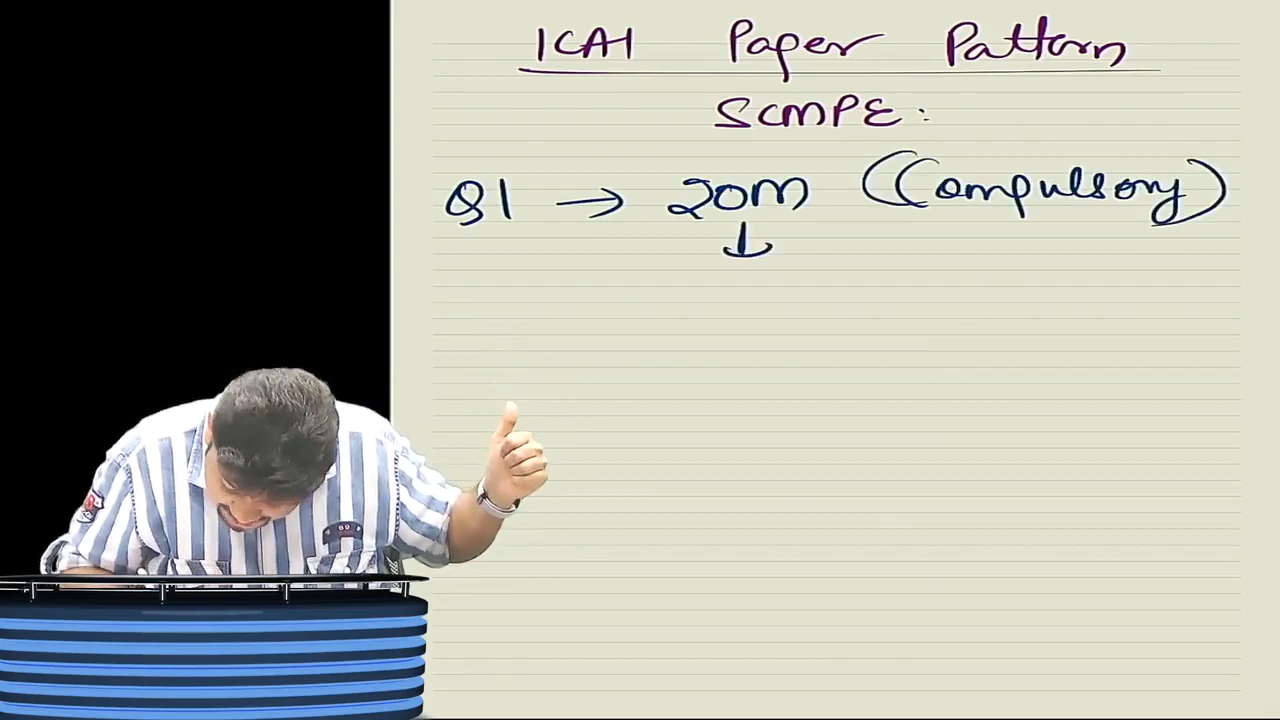 ICAI Paper Pattern
SCMPE:
Q1 → 20m (Compulsory)
↓